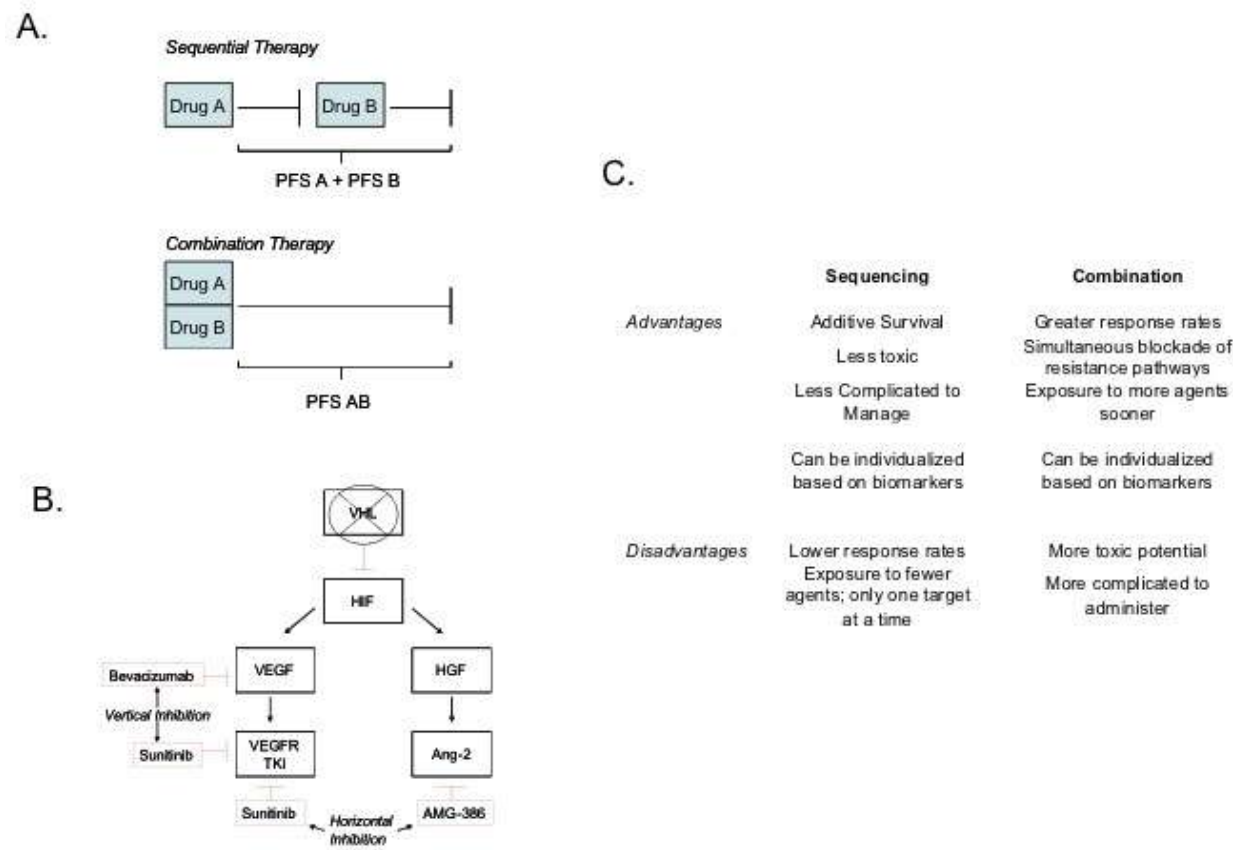 A.
Sequential Therapy
Drug A
Drug B
PFS A + PFS B
Combination Therapy
Drug A
Drug B
PFS AB
B.
VHL
HIF
VEGF
HGF
Bevacizumab
Vertical Inhibition
Sunitinib
VEGFR
TKI
Ang-2
Sunitinib
AMG-386
Horizontal
Inhibition
C.
Sequencing Combination
Advantages Additive Survival Greater response rates
Less toxic Simultaneous blockade of
resistance pathways
Less Complicated to Exposure to more agents
Manage sooner
Can be individualized Can be individualized
based on biomarkers based on biomarkers
Disadvantages Lower response rates More toxic potential
Exposure to fewer More complicated to
agents; only one target administer
at a time